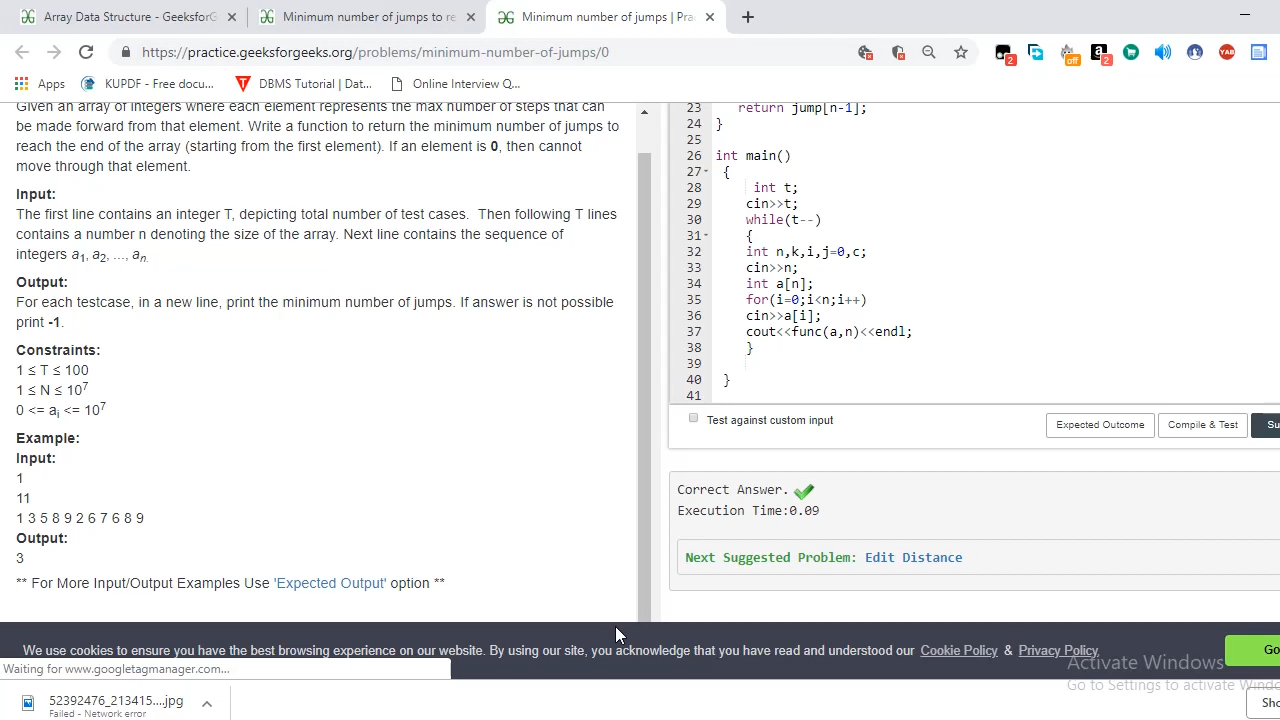 Array Data Structure - GeeksforG
Minimum number of jumps to re
Minimum number of jumps | Pra
https://practice.geeksforgeeks.org/problems/minimum-number-of-jumps/0
2
off
2
YAB
Apps
KUPDF - Free docu...
DBMS Tutorial | Dat...
Online Interview Q...
Given an array of integers where each element represents the max number of steps that can
be made forward from that element. Write a function to return the minimum number of jumps to
reach the end of the array (starting from the first element). If an element is 0, then cannot
move through that element.
Input:
The first line contains an integer T, depicting total number of test cases. Then following T lines
contains a number n denoting the size of the array. Next line contains the sequence of
integers a1, a2, ..., an.
Output:
For each testcase, in a new line, print the minimum number of jumps. If answer is not possible
print -1.
Constraints:
1 ≤ T ≤ 100
1 ≤ N ≤ 10⁷
0 <= ai <= 10⁷
Example:
Input:
1
11
1 3 5 8 9 2 6 7 6 8 9
Output:
3
** For More Input/Output Examples Use 'Expected Output' option **
23 return jump[n-1];
24 }
25
26 int main()
27 {
28 int t;
29 cin>>t;
30 while(t--)
31 {
32 int n,k,i,j=0,c;
33 cin>>n;
34 int a[n];
35 for(i=0;i<n;i++)
36 cin>>a[i];
37 cout<<func(a,n)<<endl;
38 }
39
40 }
41
Test against custom input
Expected Outcome
Compile & Test
Su
Correct Answer.
Execution Time:0.09
Next Suggested Problem: Edit Distance
We use cookies to ensure you have the best browsing experience on our website. By using our site, you acknowledge that you have read and understood our Cookie Policy & Privacy Policy
Go
Waiting for www.googletagmanager.com...
Activate Windows
Go to Settings to activate Windo
52392476_213415....jpg
Failed - Network error
Sho